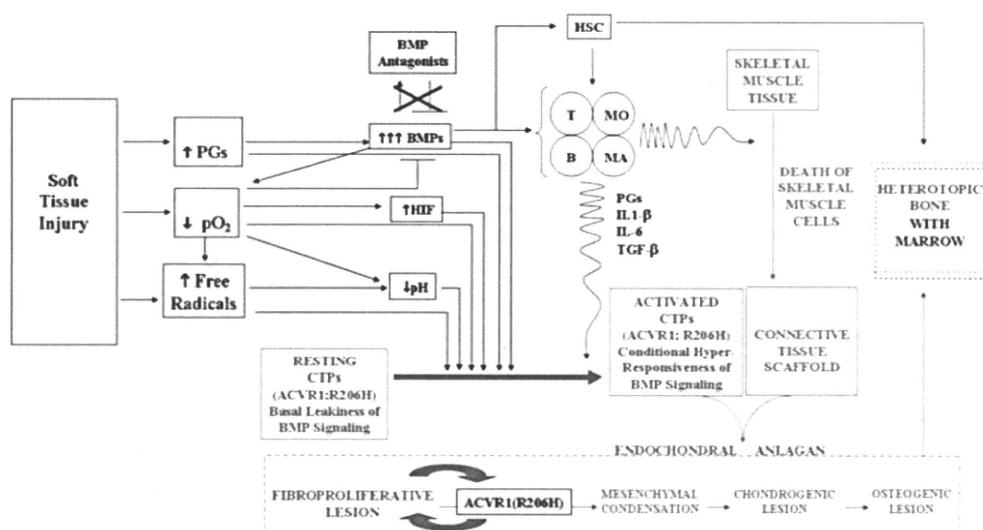 BMP
Antagonists
HSC
SKELETAL
MUSCLE
TISSUE
T
MO
B
MA
↑↑↑ BMPs
↑ PGs
Soft
Tissue
Injury
↓ pO₂
↑HIF
↑ Free
Radicals
↓pH
PGs
IL1-β
IL-6
TGF-β
DEATH OF
SKELETAL
MUSCLE
CELLS
HETEROTOPIC
BONE
WITH
MARROW
RESTING
CTPs
(ACVR1:R206H)
Basal Leakiness of
BMP Signaling
ACTIVATED
CTPs
(ACVR1; R206H)
Conditional Hyper-
Responsiveness of
BMP Signaling
CONNECTIVE
TISSUE
SCAFFOLD
ENDOCHONDRAL ANLAGAN
FIBROPROLIFERATIVE
LESION
ACVR1(R206H)
MESENCHYMAL
CONDENSATION
CHONDROGENIC
LESION
OSTEOGENIC
LESION